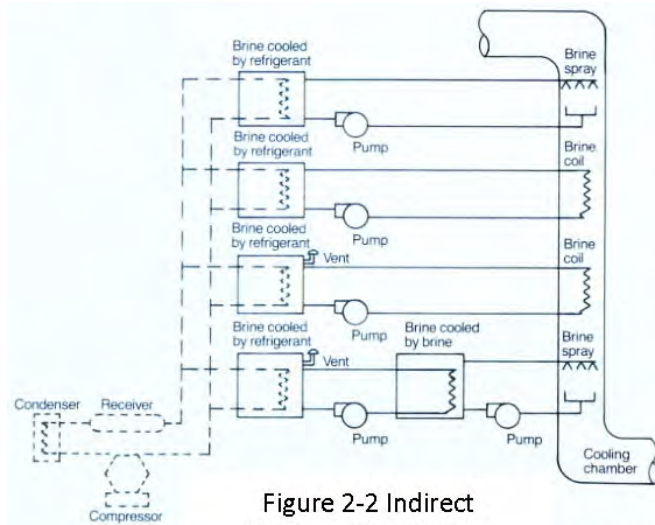 Brine cooled
by refrigerant
Brine
spray
Pump
Brine cooled
by refrigerant
Brine
coil
Pump
Brine cooled
by refrigerant
Vent
Brine
coil
Pump
Brine cooled
by refrigerant
Vent
Brine cooled
by brine
Brine
spray
Pump
Pump
Condenser
Receiver
Compressor
Cooling
chamber
Figure 2-2 Indirect